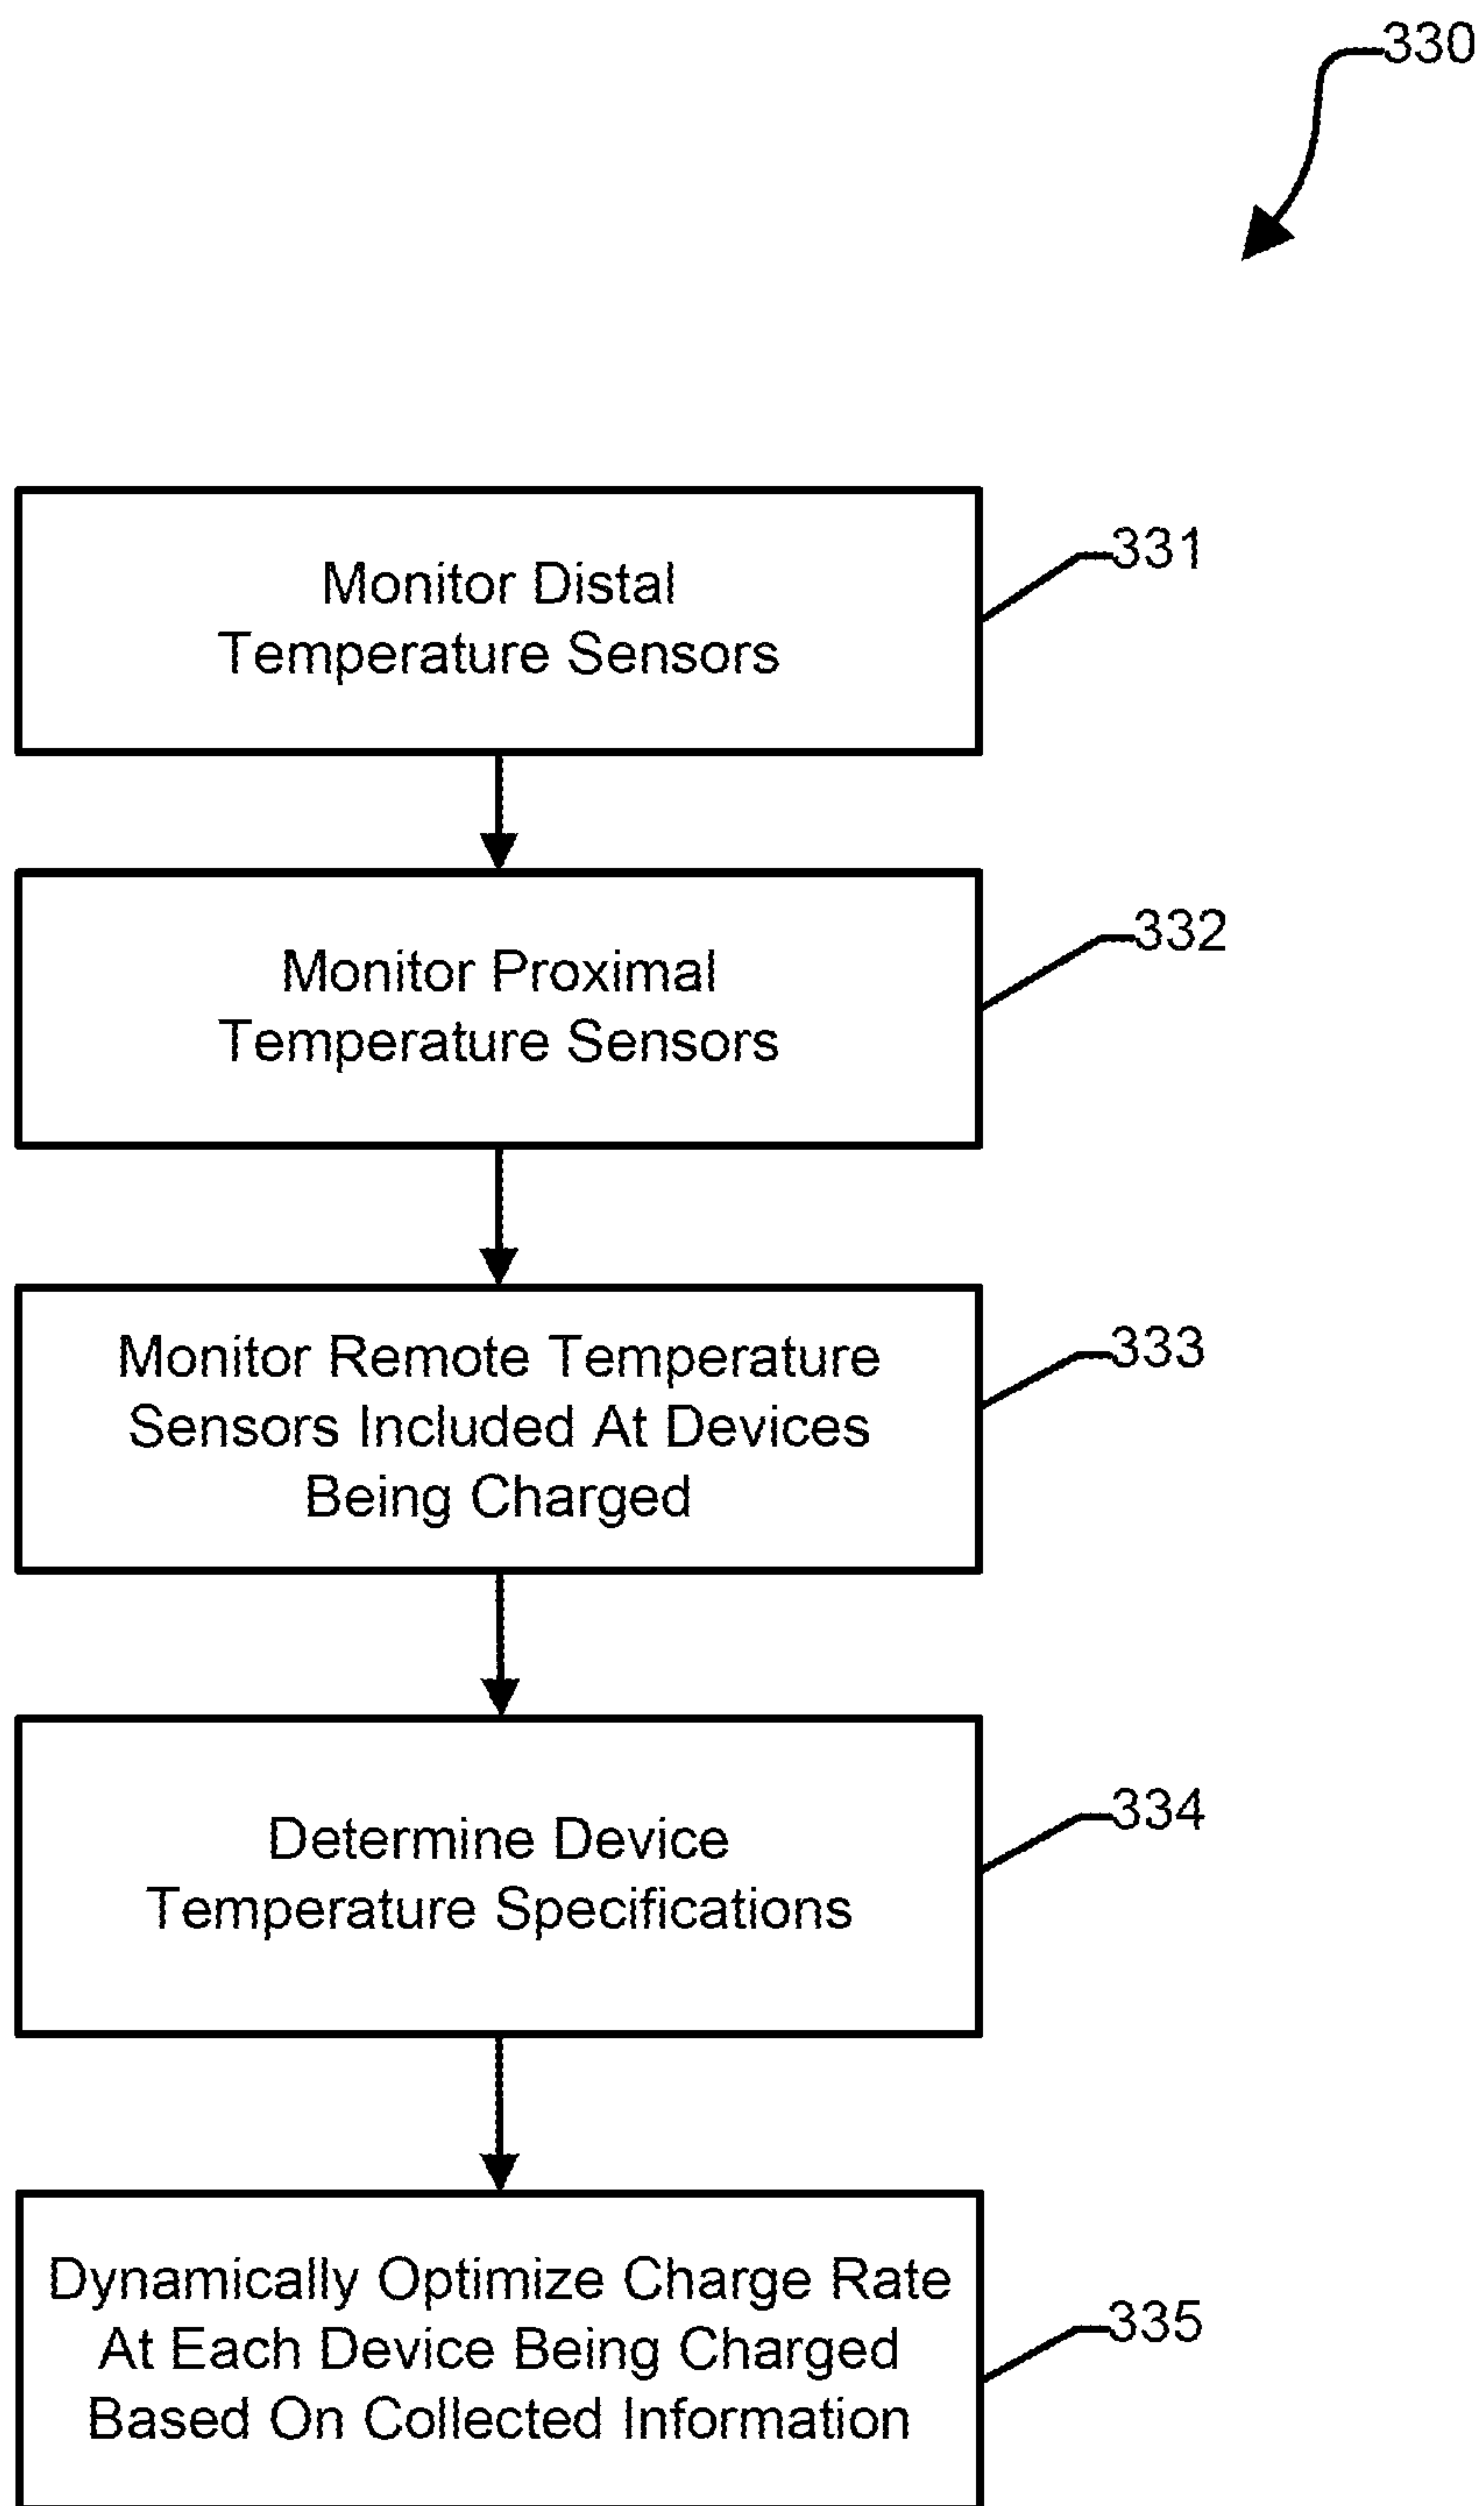 330
Monitor Distal
Temperature Sensors
331
Monitor Proximal
Temperature Sensors
332
Monitor Remote Temperature
Sensors Included At Devices
Being Charged
333
Determine Device
Temperature Specifications
334
Dynamically Optimize Charge Rate
At Each Device Being Charged
Based On Collected Information
335